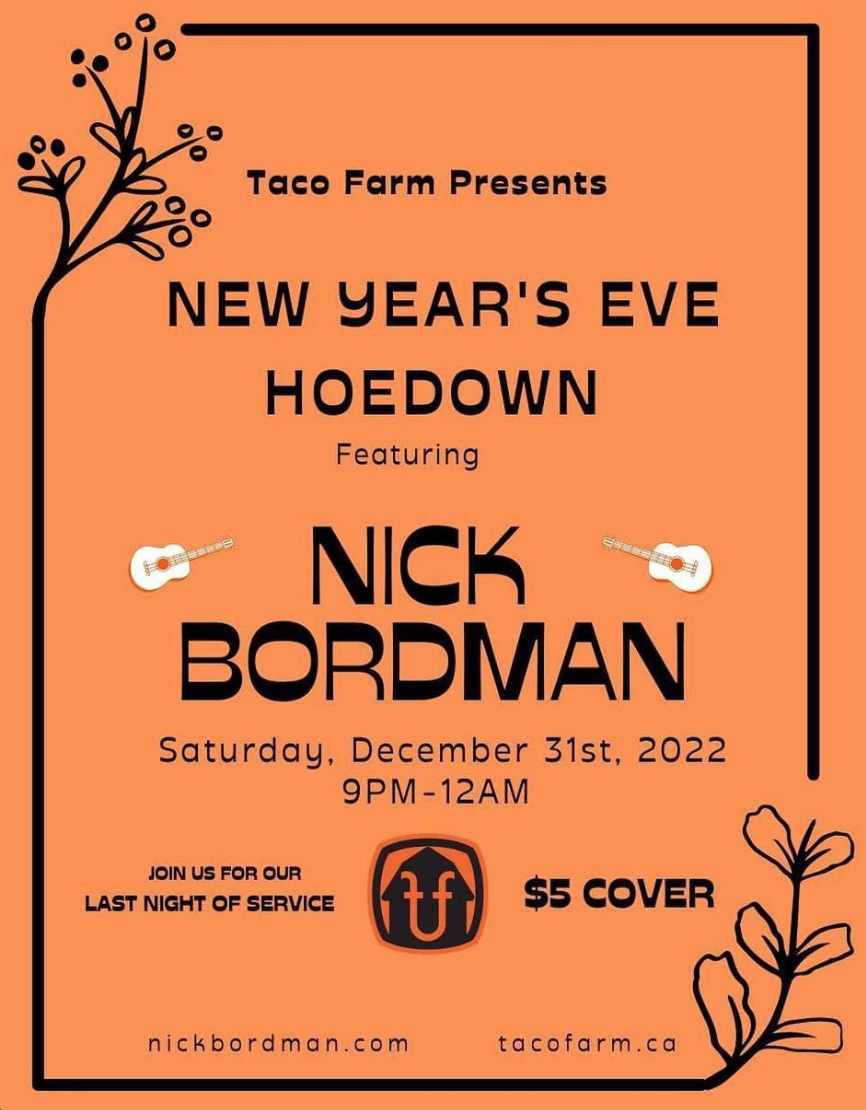 Taco Farm Presents
NEW YEAR'S EVE
HOEDOWN
Featuring
NICK
BORDMAN
Saturday, December 31st, 2022
9PM-12AM
JOIN US FOR OUR
LAST NIGHT OF SERVICE
tf
$5 COVER
nickbordman.com
tacofarm.ca